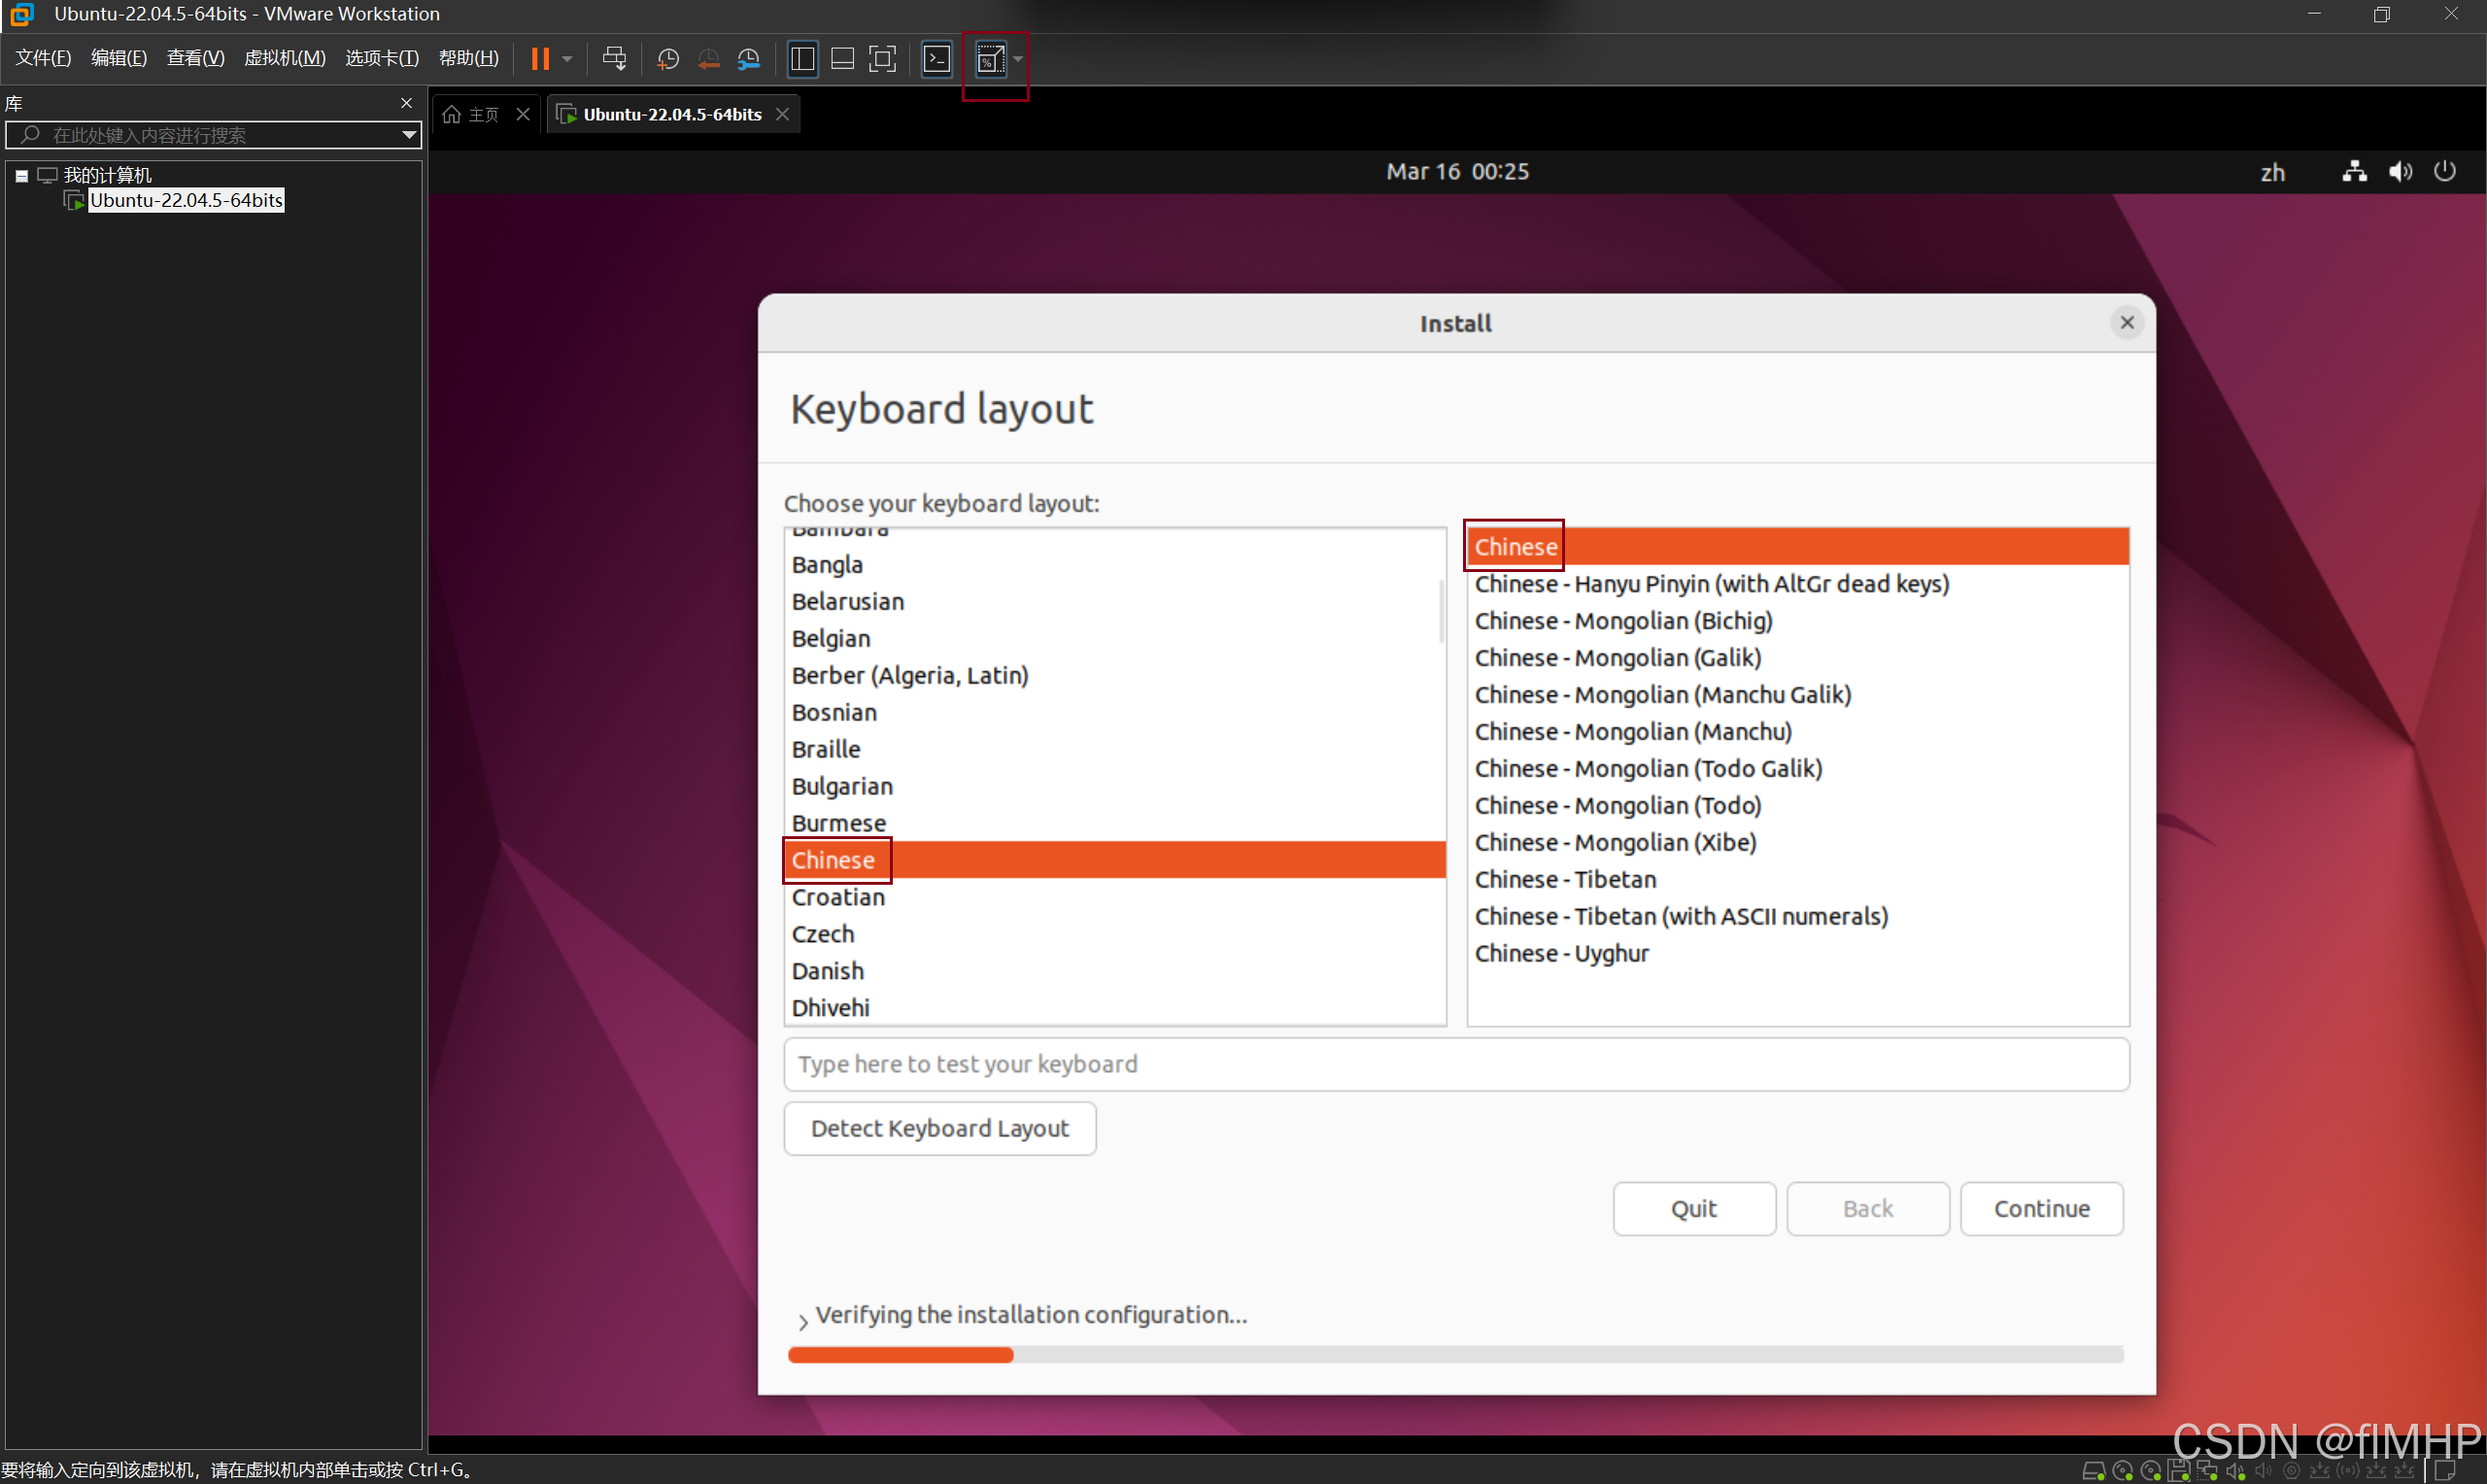 Ubuntu-22.04.5-64bits - VMware Workstation
文件(F) 编辑(E) 查看(V) 虚拟机(M) 选项卡(T) 帮助(H)
库
主页
Ubuntu-22.04.5-64bits
在此处键入内容进行搜索
我的计算机
Ubuntu-22.04.5-64bits
Mar 16 00:25
zh
Install
Keyboard layout
Choose your keyboard layout:
Bambara
Bangla
Belarusian
Belgian
Berber (Algeria, Latin)
Bosnian
Braille
Bulgarian
Burmese
Chinese
Croatian
Czech
Danish
Dhivehi
Chinese
Chinese - Hanyu Pinyin (with AltGr dead keys)
Chinese - Mongolian (Bichig)
Chinese - Mongolian (Galik)
Chinese - Mongolian (Manchu Galik)
Chinese - Mongolian (Manchu)
Chinese - Mongolian (Todo Galik)
Chinese - Mongolian (Todo)
Chinese - Mongolian (Xibe)
Chinese - Tibetan
Chinese - Tibetan (with ASCII numerals)
Chinese - Uyghur
Type here to test your keyboard
Detect Keyboard Layout
Quit
Back
Continue
Verifying the installation configuration...
CSDN @fIMHP
要将输入定向到该虚拟机，请在虚拟机内部单击或按 Ctrl+G。